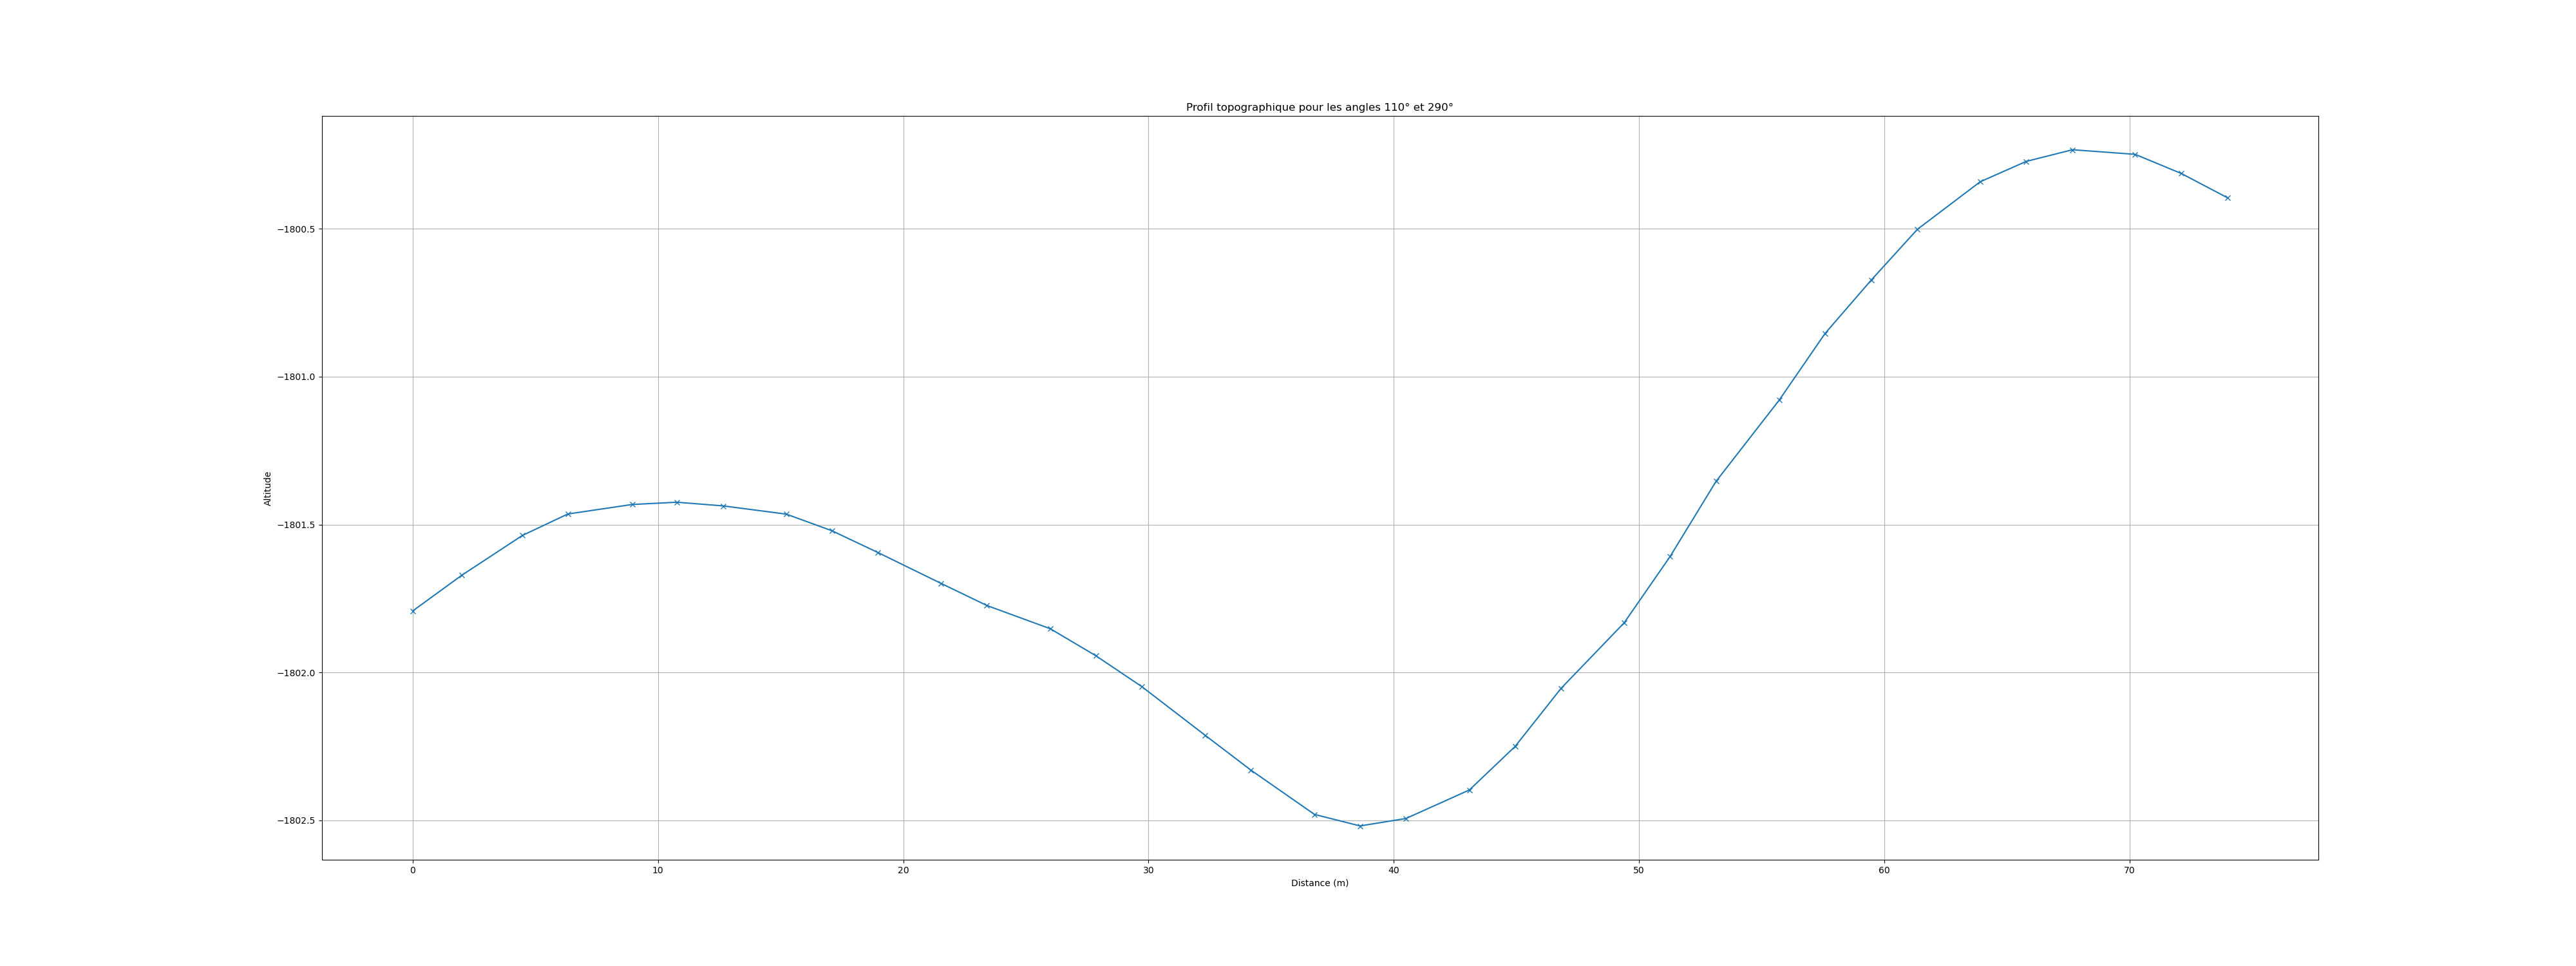 Profil topographique pour les angles 110° et 290°
Altitude
−1800.5
−1801.0
−1801.5
−1802.0
−1802.5
0 10 20 30 40 50 60 70
Distance (m)